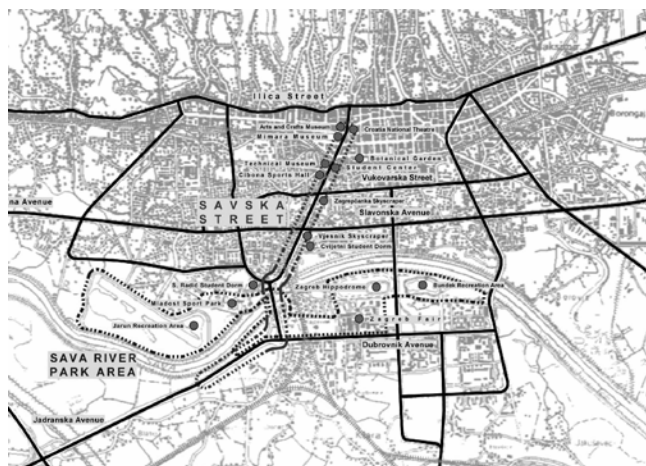 Ilica Street
Arts and Crafts Museum
Croatia National Theatre
Mimara Museum
Botanical Garden
Technical Museum
Student Center
Cibona Sports Hall
Vukovarska Street
SAVSKA
STREET
Zagrepčanka Skyscraper
na Avenue
Slavonska Avenue
Vjesnik Skyscraper
Cvijetni Student Dorm
S. Radić Student Dorm
Zagreb Hippodrome
Bundek Recreation Area
Mladost Sport Park
Zagreb Fair
Jarun Recreation Area
Dubrovnik Avenue
SAVA RIVER
PARK AREA
Jadranska Avenue